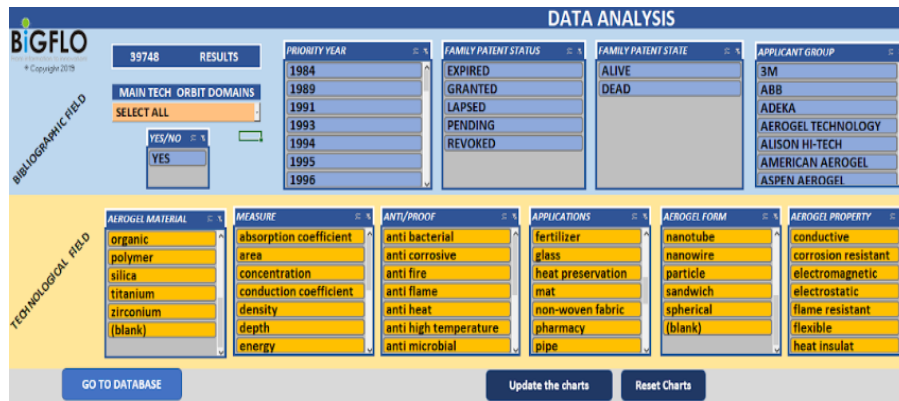 DATA ANALYSIS
BiGFLO
© Copyright 2019
39748 RESULTS
MAIN TECH ORBIT DOMAINS
SELECT ALL
YES/NO
YES
BIBLIOGRAPHIC FIELD
PRIORITY YEAR
1984
1989
1991
1993
1994
1995
1996
FAMILY PATENT STATUS
EXPIRED
GRANTED
LAPSED
PENDING
REVOKED
FAMILY PATENT STATE
ALIVE
DEAD
APPLICANT GROUP
3M
ABB
ADEKA
AEROGEL TECHNOLOGY
ALISON HI-TECH
AMERICAN AEROGEL
ASPEN AEROGEL
TECHNOLOGICAL FIELD
AEROGEL MATERIAL
organic
polymer
silica
titanium
zirconium
(blank)
MEASURE
absorption coefficient
area
concentration
conduction coefficient
density
depth
energy
ANTI/PROOF
anti bacterial
anti corrosive
anti fire
anti flame
anti heat
anti high temperature
anti microbial
APPLICATIONS
fertilizer
glass
heat preservation
mat
non-woven fabric
pharmacy
pipe
AEROGEL FORM
nanotube
nanowire
particle
sandwich
spherical
(blank)
AEROGEL PROPERTY
conductive
corrosion resistant
electromagnetic
electrostatic
flame resistant
flexible
heat insulat
GO TO DATABASE
Update the charts
Reset Charts